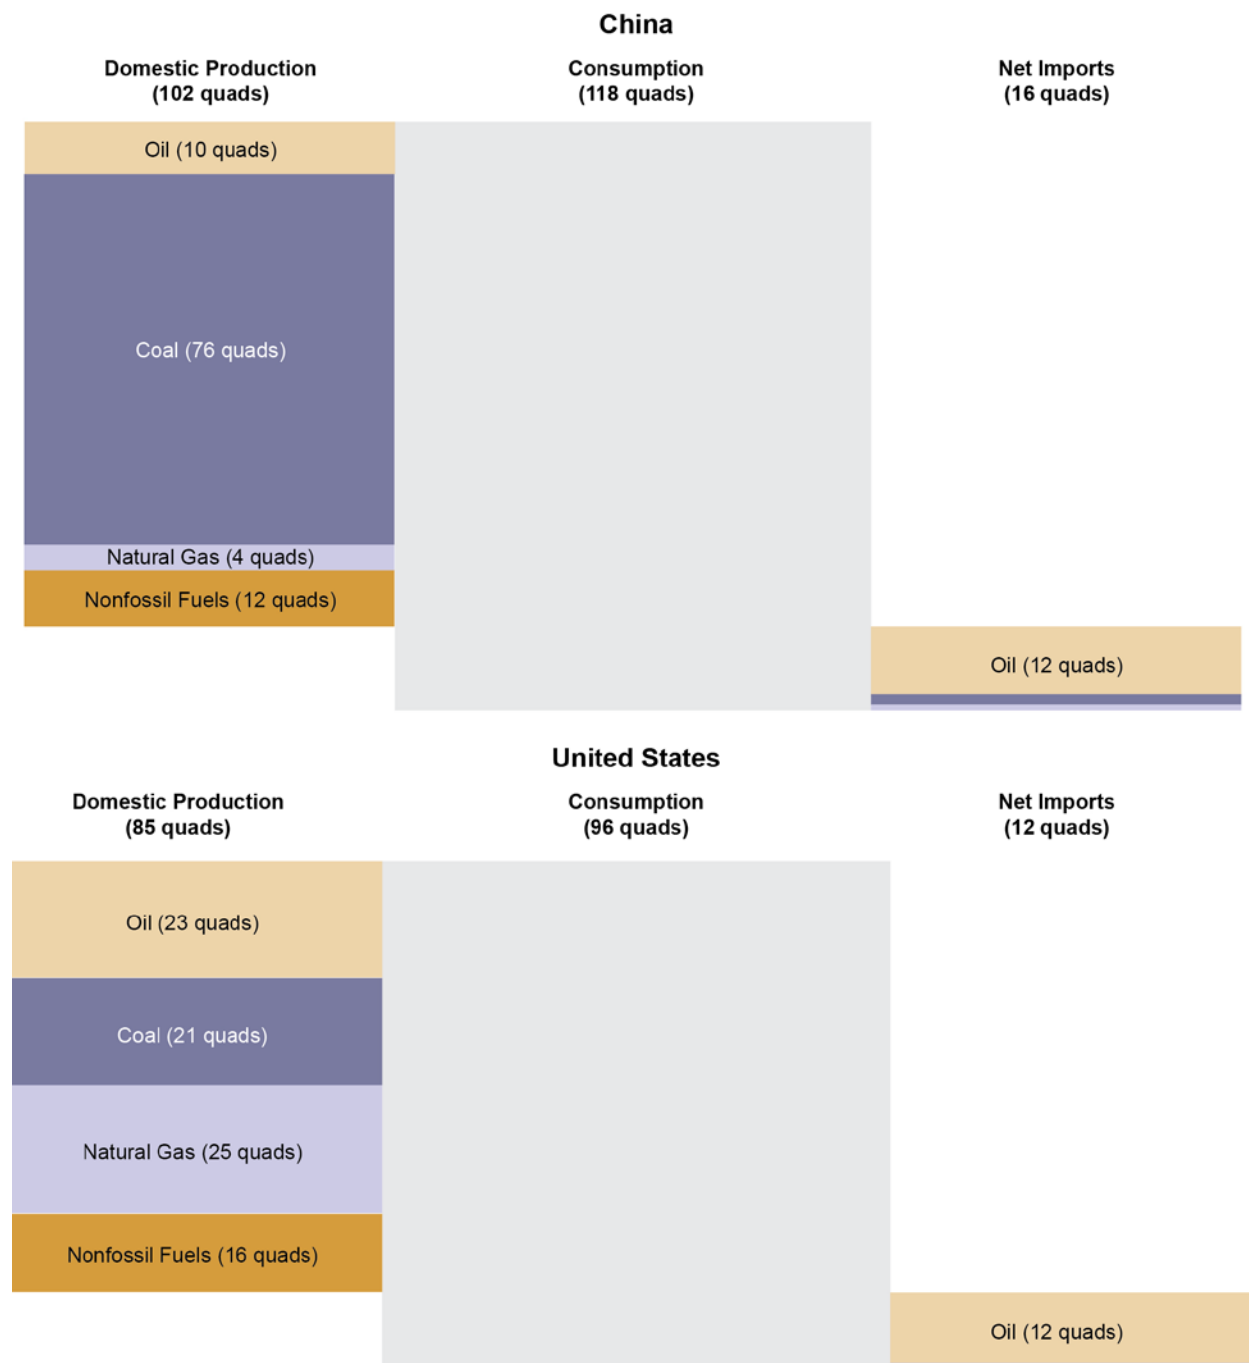 China
Domestic Production
(102 quads)
Consumption
(118 quads)
Net Imports
(16 quads)
Oil (10 quads)
Coal (76 quads)
Natural Gas (4 quads)
Nonfossil Fuels (12 quads)
Oil (12 quads)
United States
Domestic Production
(85 quads)
Consumption
(96 quads)
Net Imports
(12 quads)
Oil (23 quads)
Coal (21 quads)
Natural Gas (25 quads)
Nonfossil Fuels (16 quads)
Oil (12 quads)